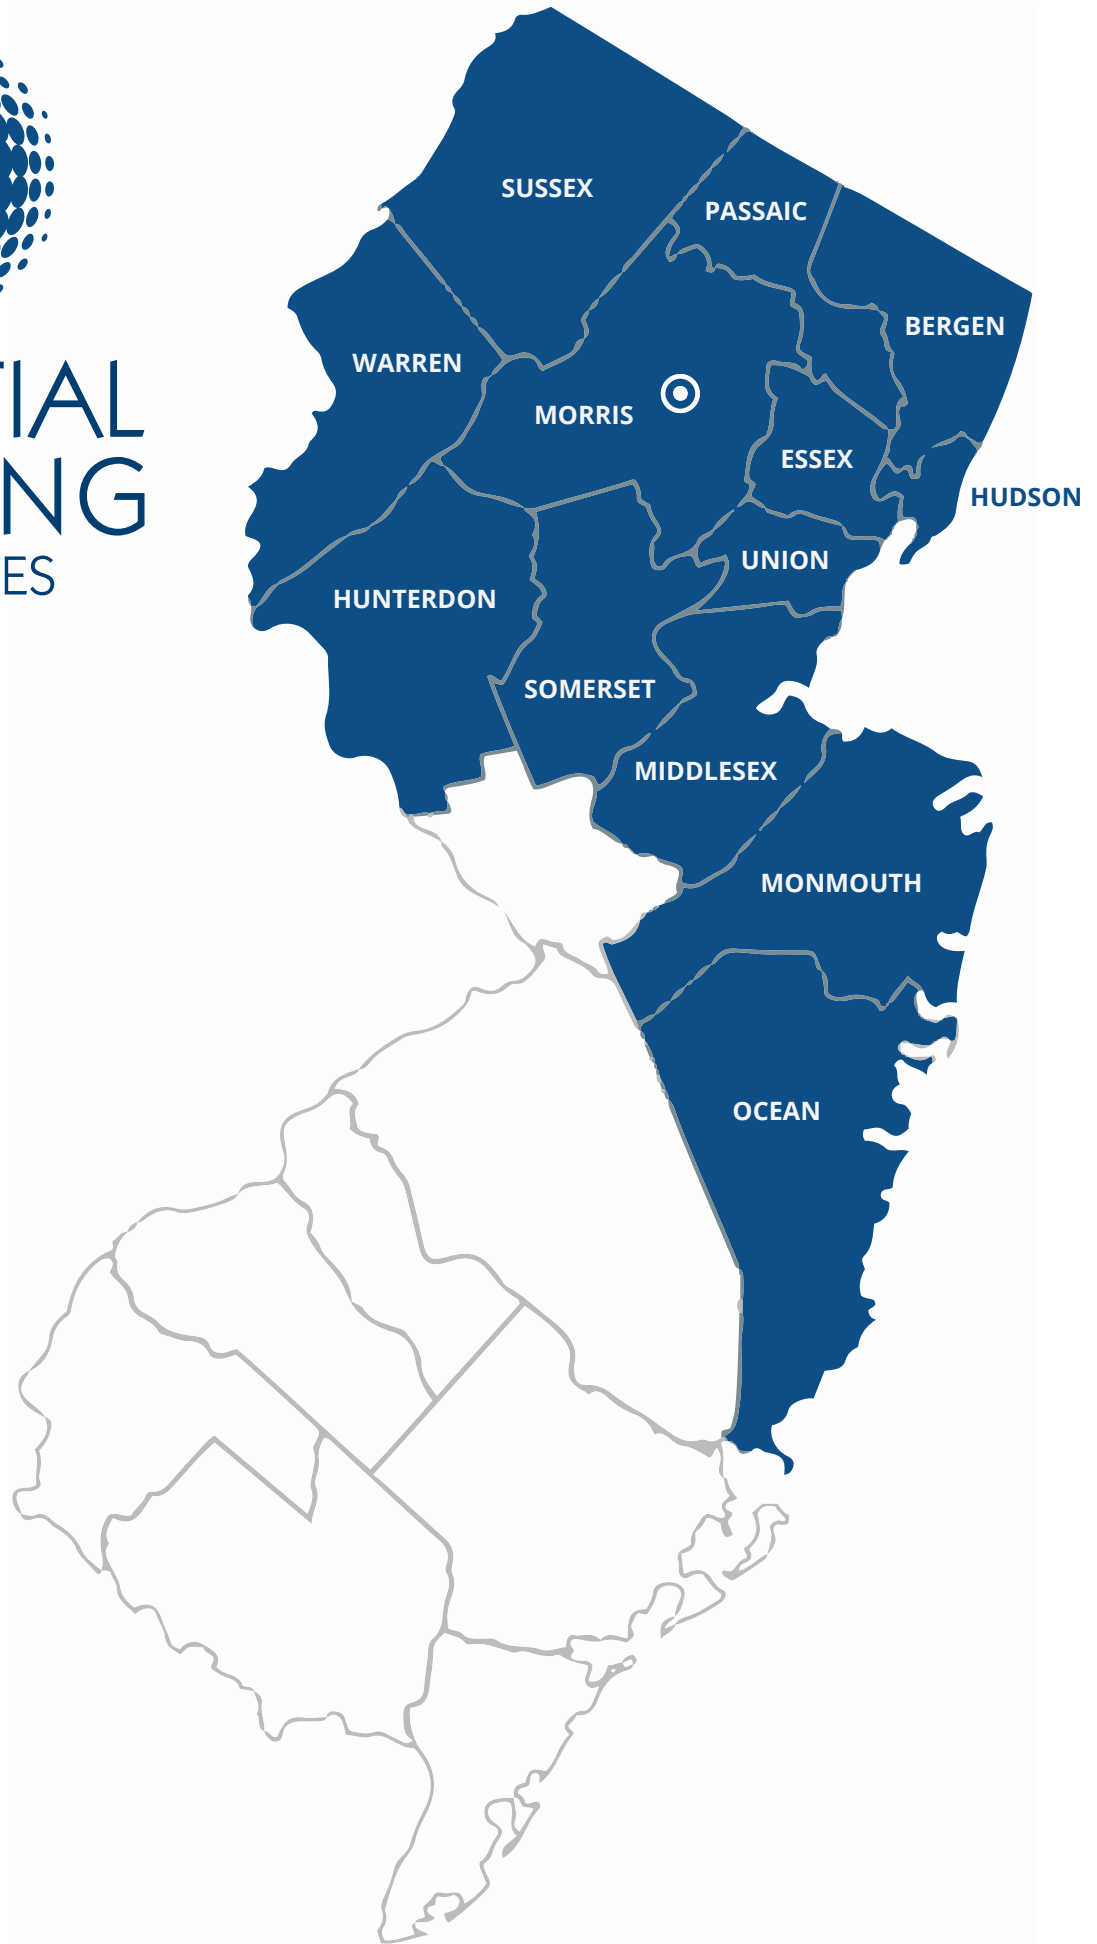 SUSSEX
PASSAIC
BERGEN
WARREN
TIAL
MORRIS
ESSEX
NG
HUDSON
UNION
ES
HUNTERDON
SOMERSET
MIDDLESEX
MONMOUTH
OCEAN